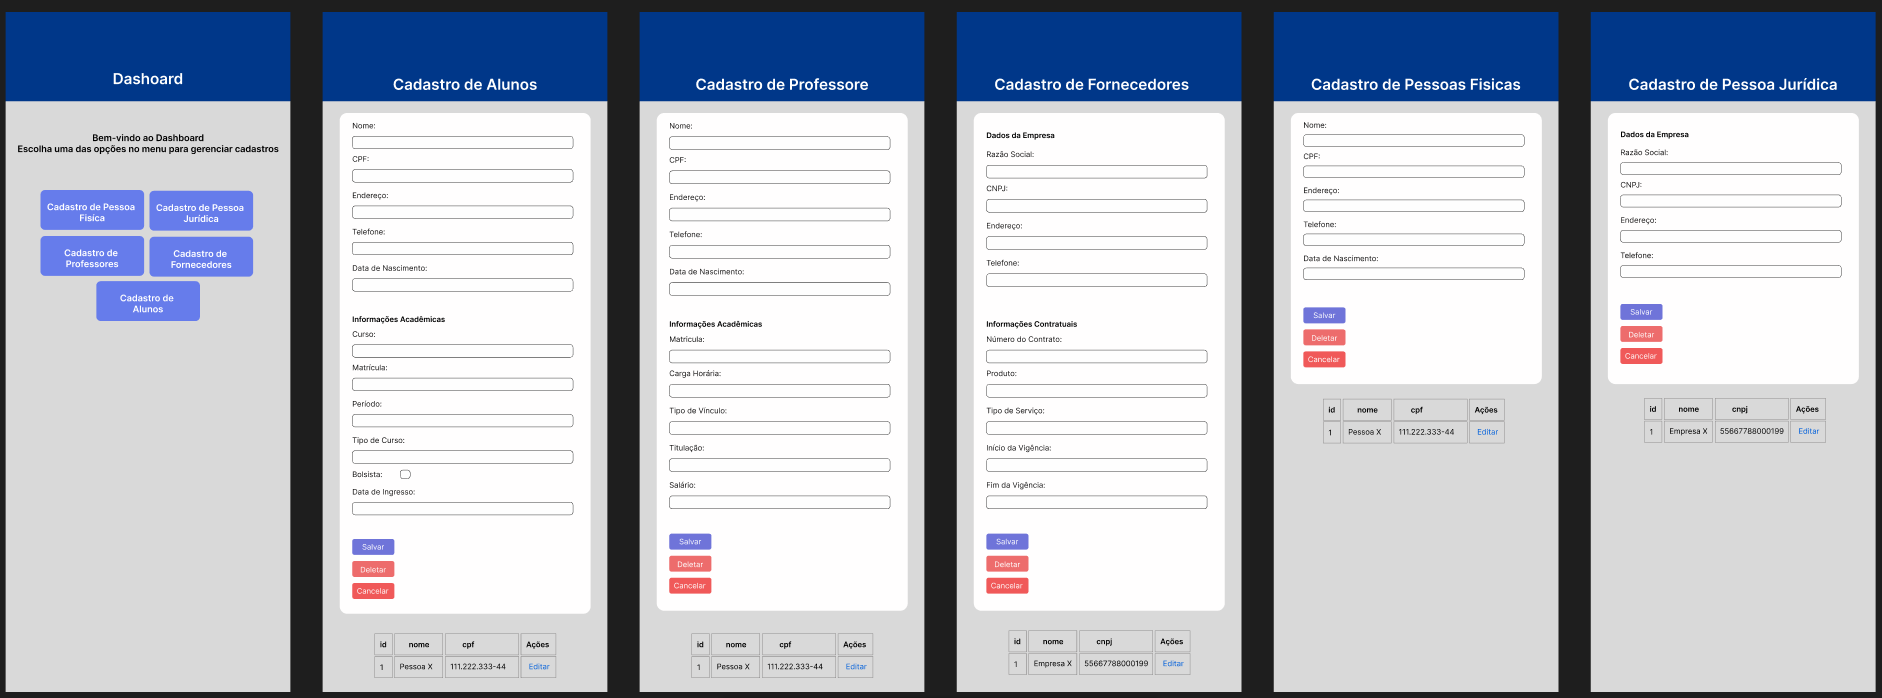 Dashoard
Bem-vindo ao Dashboard
Escolha uma das opções no menu para gerenciar cadastros
Cadastro de Pessoa
Fisíca
Cadastro de Pessoa
Jurídica
Cadastro de
Professores
Cadastro de
Fornecedores
Cadastro de
Alunos
Cadastro de Alunos
Nome:
CPF:
Endereço:
Telefone:
Data de Nascimento:
Informações Acadêmicas
Curso:
Matrícula:
Período:
Tipo de Curso:
Bolsista:
Data de Ingresso:
Salvar
Deletar
Cancelar
id nome cpf Ações
1 Pessoa X 111.222.333-44 Editar
Cadastro de Professore
Nome:
CPF:
Endereço:
Telefone:
Data de Nascimento:
Informações Acadêmicas
Matricula:
Carga Horária:
Tipo de Vínculo:
Titulação:
Salário:
Salvar
Deletar
Cancelar
id nome cpf Ações
1 Pessoa X 111.222.333-44 Editar
Cadastro de Fornecedores
Dados da Empresa
Razão Social:
CNPJ:
Endereço:
Telefone:
Informações Contratuais
Número do Contrato:
Produto:
Tipo de Serviço:
Início da Vigência:
Fim da Vigência:
Salvar
Deletar
Cancelar
id nome cnpj Ações
1 Empresa X 55667788000199 Editar
Cadastro de Pessoas Fisicas
Nome:
CPF:
Endereço:
Telefone:
Data de Nascimento:
Salvar
Deletar
Cancelar
id nome cpf Ações
1 Pessoa X 111.222.333-44 Editar
Cadastro de Pessoa Jurídica
Dados da Empresa
Razão Social:
CNPJ:
Endereço:
Telefone:
Salvar
Deletar
Cancelar
id nome cnpj Ações
1 Empresa X 55667788000199 Editar